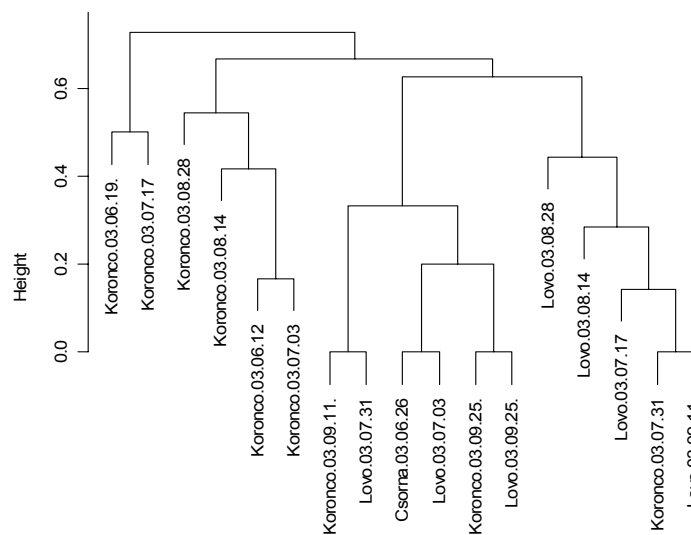 Height
0.0
0.2
0.4
0.6
Koronco.03.06.19.
Koronco.03.07.17
Koronco.03.08.28
Koronco.03.08.14
Koronco.03.06.12
Koronco.03.07.03
Koronco.03.09.11.
Lovo.03.07.31
Csorna.03.06.26
Lovo.03.07.03
Koronco.03.09.25.
Lovo.03.09.25.
Lovo.03.08.28
Lovo.03.08.14
Lovo.03.07.17
Koronco.03.07.31